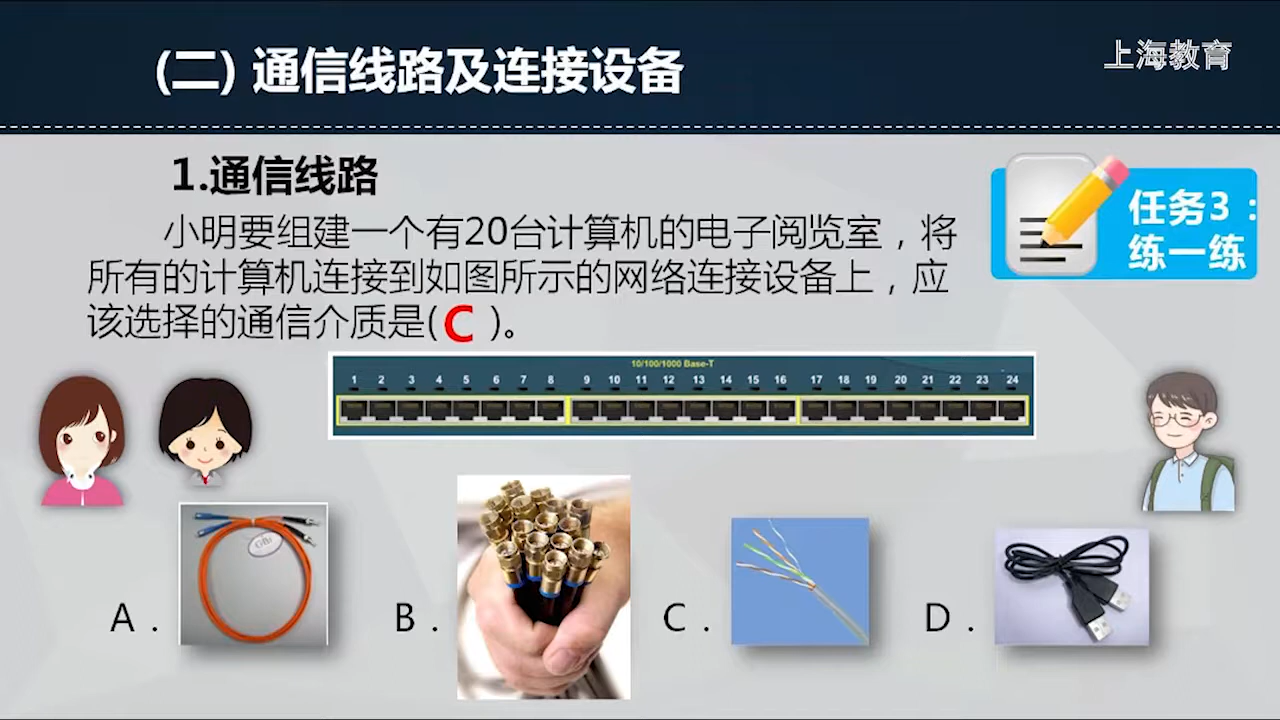 (二) 通信线路及连接设备
上海教育
1.通信线路
任务3：
练一练
小明要组建一个有20台计算机的电子阅览室，将
所有的计算机连接到如图所示的网络连接设备上，应
该选择的通信介质是( C )。
10/100/1000 Base-T
1 2 3 4 5 6 7 8 9 10 11 12 13 14 15 16 17 18 19 20 21 22 23 24
A． B． C． D．